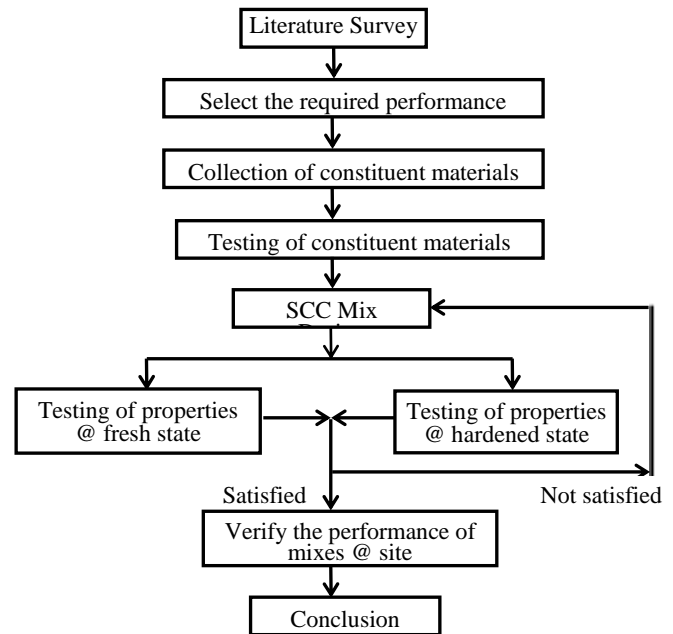 Literature Survey
Select the required performance
Collection of constituent materials
Testing of constituent materials
SCC Mix
Testing of properties
@ fresh state
Testing of properties
@ hardened state
Satisfied
Not satisfied
Verify the performance of
mixes @ site
Conclusion